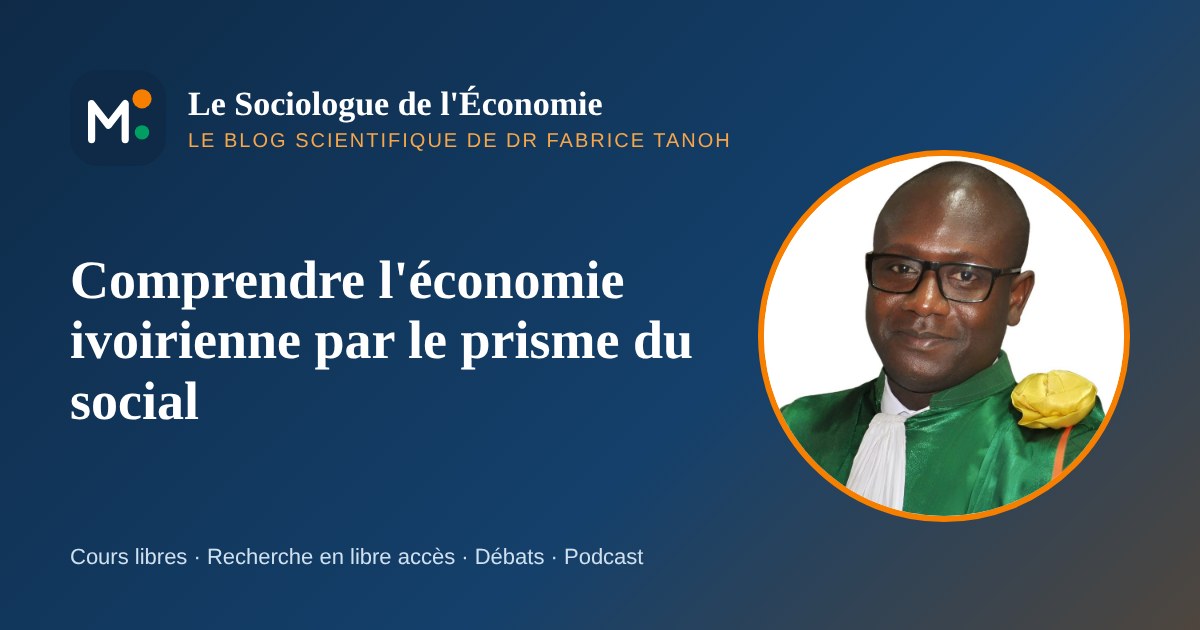 M
Le Sociologue de l'Économie
LE BLOG SCIENTIFIQUE DE DR FABRICE TANOH
Comprendre l'économie
ivoirienne par le prisme du
social
Cours libres · Recherche en libre accès · Débats · Podcast